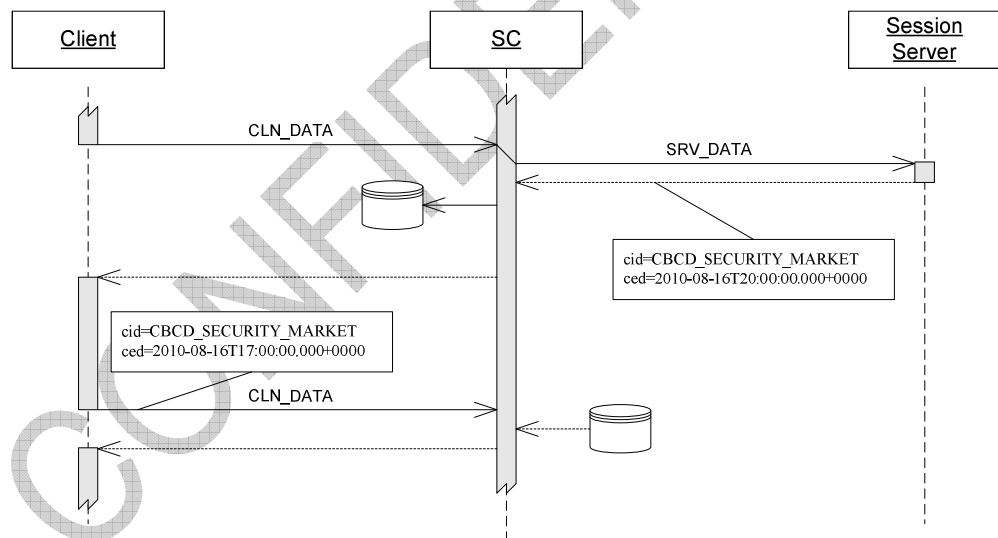 Client
SC
Session
Server
CLN_DATA
SRV_DATA
cid=CBCD_SECURITY_MARKET
ced=2010-08-16T20:00:00.000+0000
cid=CBCD_SECURITY_MARKET
ced=2010-08-16T17:00:00.000+0000
CLN_DATA
CONFIDE